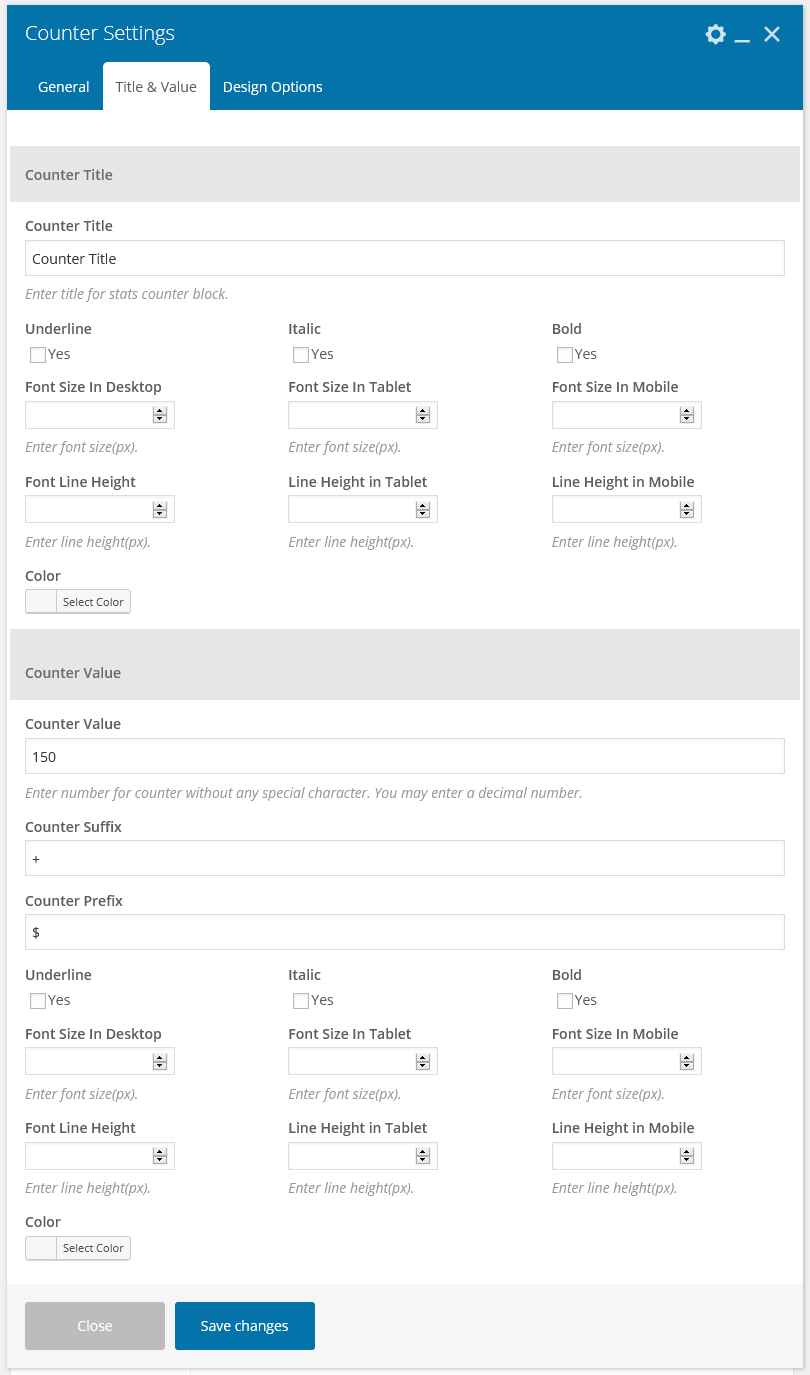 Counter Settings
General Title & Value Design Options
Counter Title
Counter Title
Counter Title
Enter title for stats counter block.
Underline Italic Bold
Yes Yes Yes
Font Size In Desktop Font Size In Tablet Font Size In Mobile
Enter font size(px). Enter font size(px). Enter font size(px).
Font Line Height Line Height in Tablet Line Height in Mobile
Enter line height(px). Enter line height(px). Enter line height(px).
Color
Select Color
Counter Value
Counter Value
150
Enter number for counter without any special character. You may enter a decimal number.
Counter Suffix
+
Counter Prefix
$
Underline Italic Bold
Yes Yes Yes
Font Size In Desktop Font Size In Tablet Font Size In Mobile
Enter font size(px). Enter font size(px). Enter font size(px).
Font Line Height Line Height in Tablet Line Height in Mobile
Enter line height(px). Enter line height(px). Enter line height(px).
Color
Select Color
Close Save changes